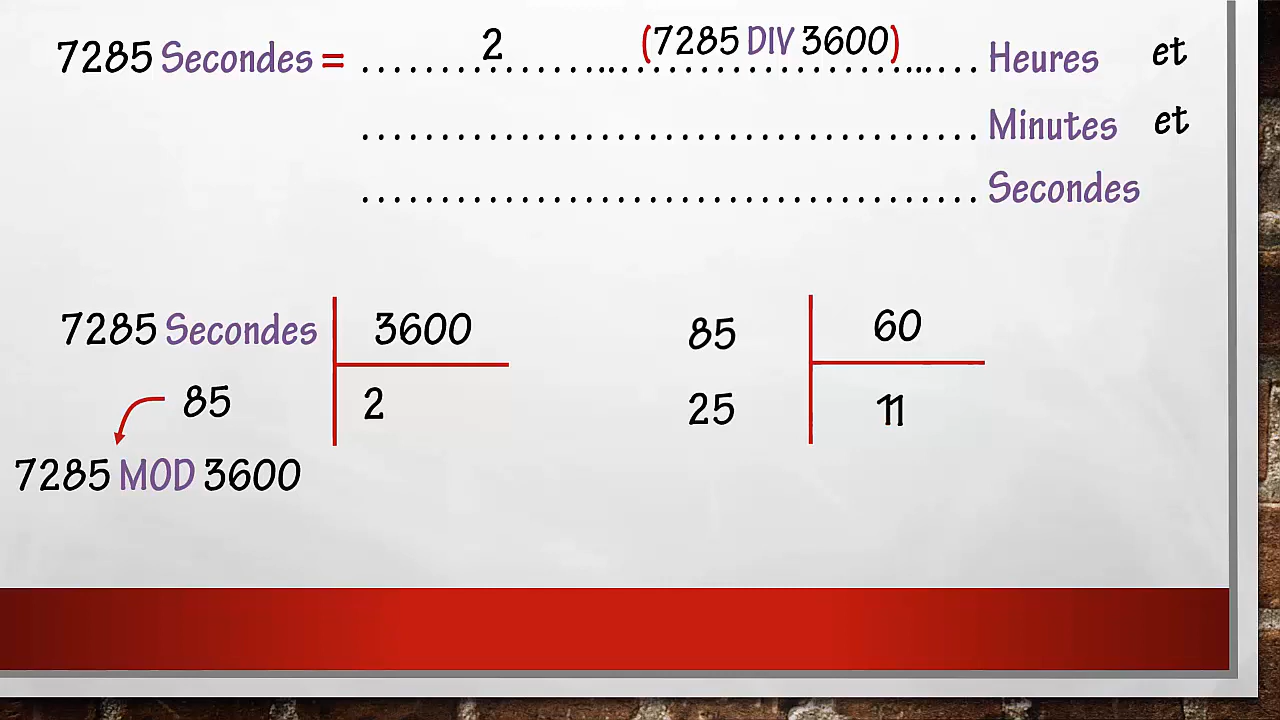 7285 Secondes = ........2........(7285 DIV 3600)........ Heures et
........................................ Minutes et
........................................ Secondes
7285 Secondes 3600 85 60
85 2 25 11
7285 MOD 3600